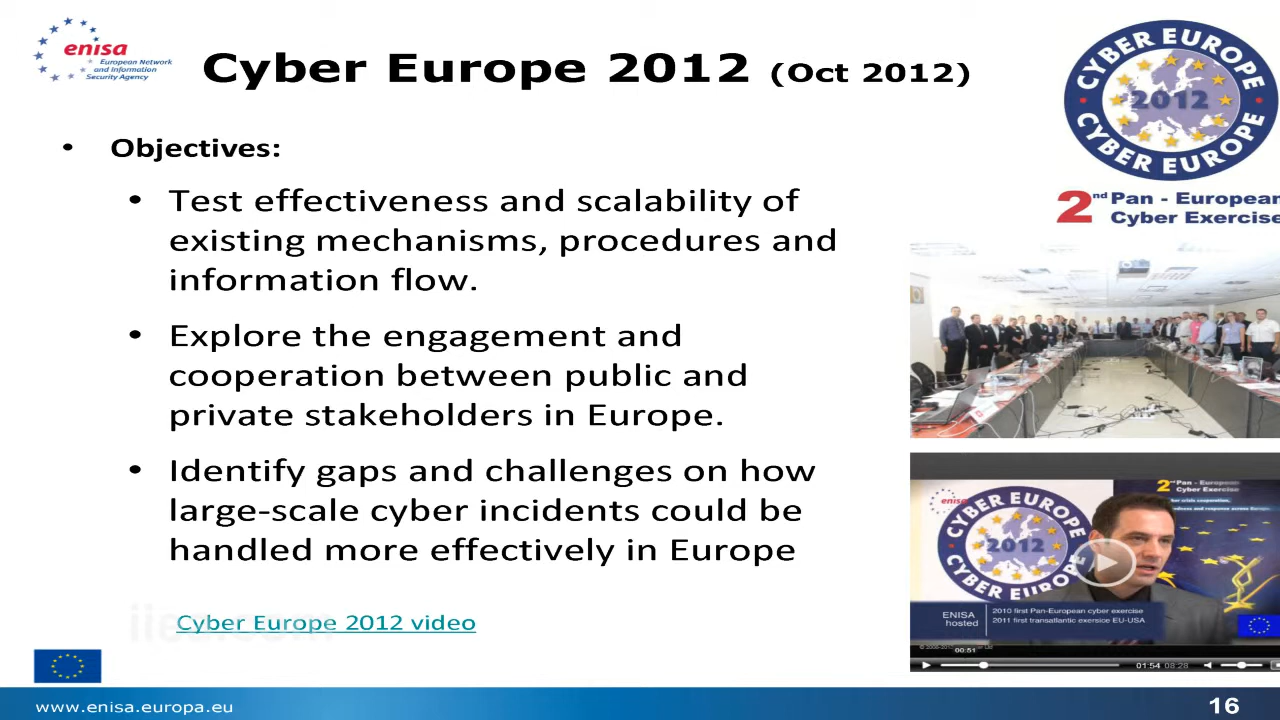 enisa
European Network
and Information
Security Agency
Cyber Europe 2012 (Oct 2012)
CYBER EUROPE
2012
CYBER EUROPE
2nd Pan - European
Cyber Exercise
• Objectives:
• Test effectiveness and scalability of
existing mechanisms, procedures and
information flow.
• Explore the engagement and
cooperation between public and
private stakeholders in Europe.
• Identify gaps and challenges on how
large-scale cyber incidents could be
handled more effectively in Europe
Cyber Europe 2012 video
enisa
2nd Pan - European
Cyber Exercise
CYBER EUROPE
2012
CYBER EUROPE
ENISA
hosted
2010 first Pan-European cyber exercise
2011 first transatlantic exersice EU-USA
00:51
01:54 08:28
www.enisa.europa.eu
16